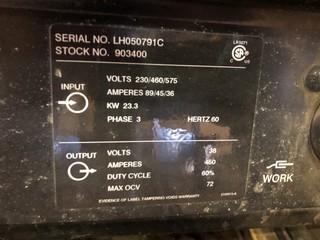 SERIAL NO. LH050791C
STOCK NO. 903400
LR5271
C US
INPUT
VOLTS 230/460/575
AMPERES 89/45/36
KW 23.3
PHASE 3 HERTZ 60
OUTPUT
VOLTS 38
AMPERES 450
DUTY CYCLE 60%
MAX OCV 72
EVIDENCE OF LABEL TAMPERING VOIDS WARRANTY
WORK